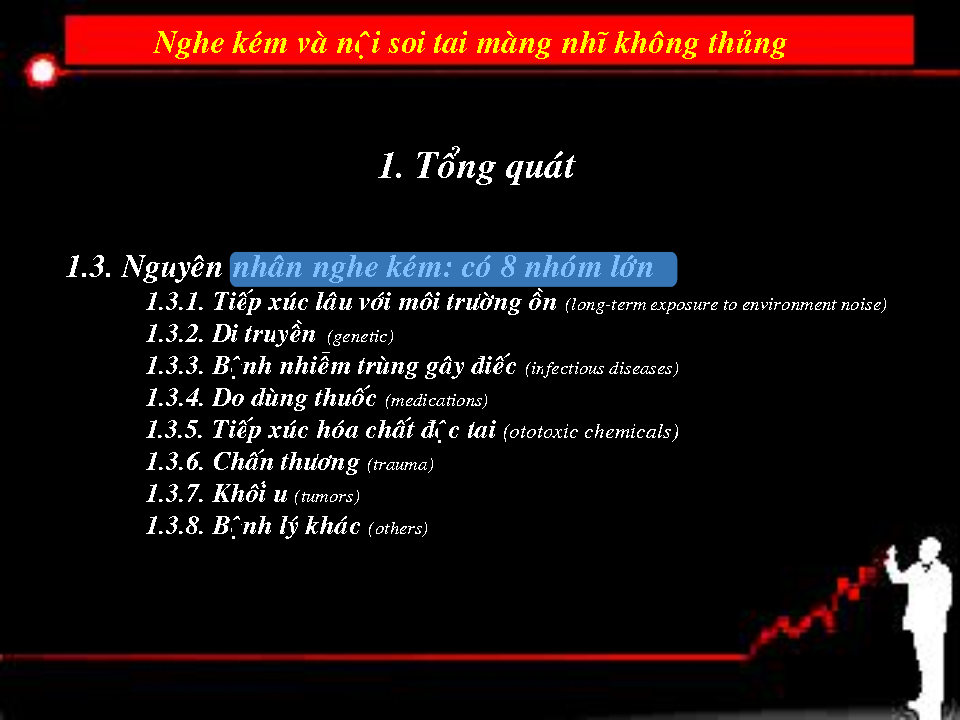 Nghe kém và nội soi tai màng nhĩ không thủng
1. Tổng quát
1.3. Nguyên nhân nghe kém: có 8 nhóm lớn
1.3.1. Tiếp xúc lâu với môi trường ồn (long-term exposure to environment noise)
1.3.2. Di truyền (genetic)
1.3.3. Bệnh nhiễm trùng gây điếc (infectious diseases)
1.3.4. Do dùng thuốc (medications)
1.3.5. Tiếp xúc hóa chất độc tai (ototoxic chemicals)
1.3.6. Chấn thương (trauma)
1.3.7. Khối u (tumors)
1.3.8. Bệnh lý khác (others)